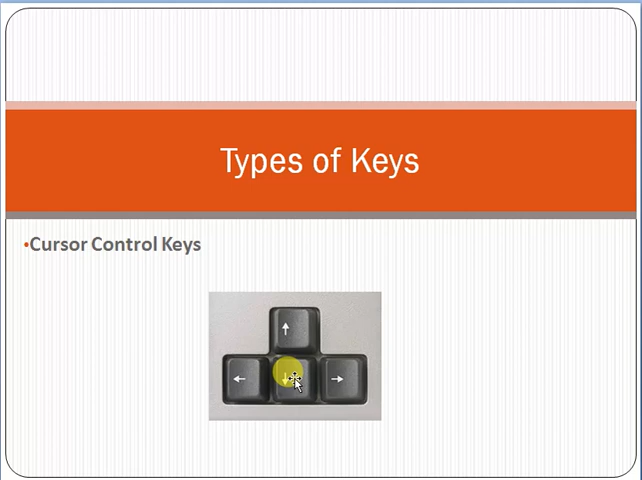 Types of Keys
•Cursor Control Keys
↑
← ↓ →